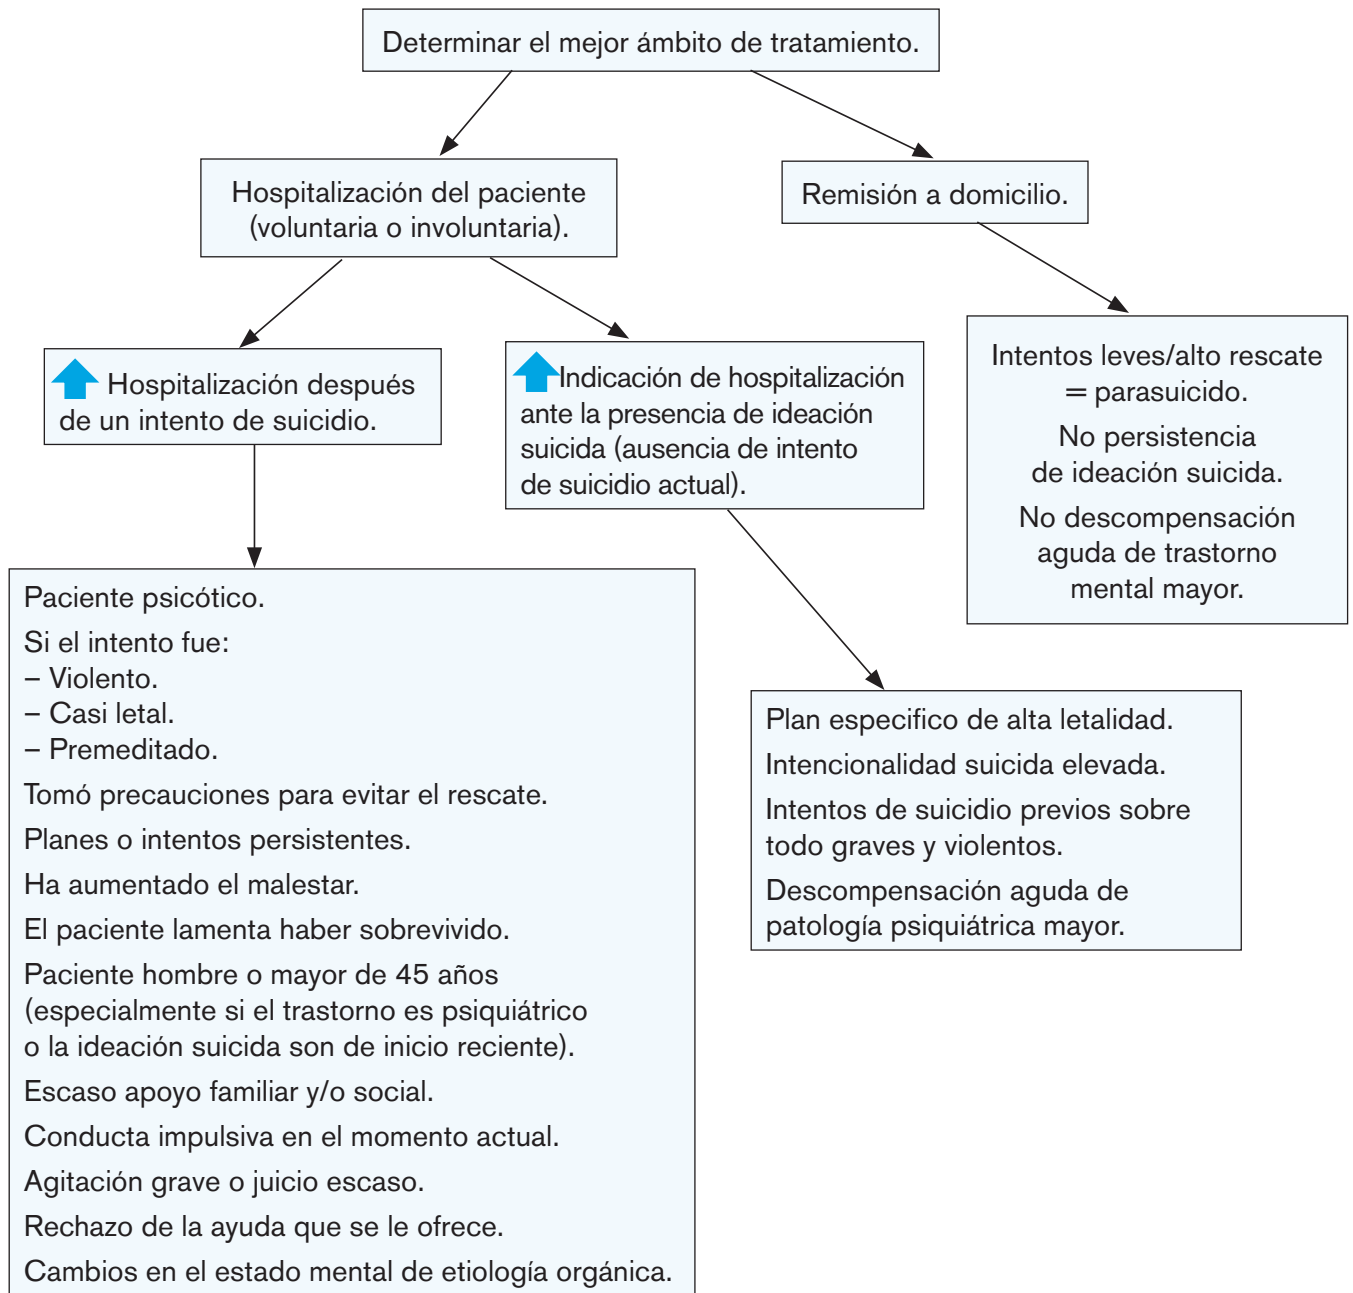 Determinar el mejor ámbito de tratamiento.
Hospitalización del paciente
(voluntaria o involuntaria).
Remisión a domicilio.
Hospitalización después
de un intento de suicidio.
Indicación de hospitalización
ante la presencia de ideación
suicida (ausencia de intento
de suicidio actual).
Intentos leves/alto rescate
= parasuicido.
No persistencia
de ideación suicida.
No descompensación
aguda de trastorno
mental mayor.
Paciente psicótico.
Si el intento fue:
– Violento.
– Casi letal.
– Premeditado.
Tomó precauciones para evitar el rescate.
Planes o intentos persistentes.
Ha aumentado el malestar.
El paciente lamenta haber sobrevivido.
Paciente hombre o mayor de 45 años
(especialmente si el trastorno es psiquiátrico
o la ideación suicida son de inicio reciente).
Escaso apoyo familiar y/o social.
Conducta impulsiva en el momento actual.
Agitación grave o juicio escaso.
Rechazo de la ayuda que se le ofrece.
Cambios en el estado mental de etiología orgánica.
Plan especifico de alta letalidad.
Intencionalidad suicida elevada.
Intentos de suicidio previos sobre
todo graves y violentos.
Descompensación aguda de
patología psiquiátrica mayor.